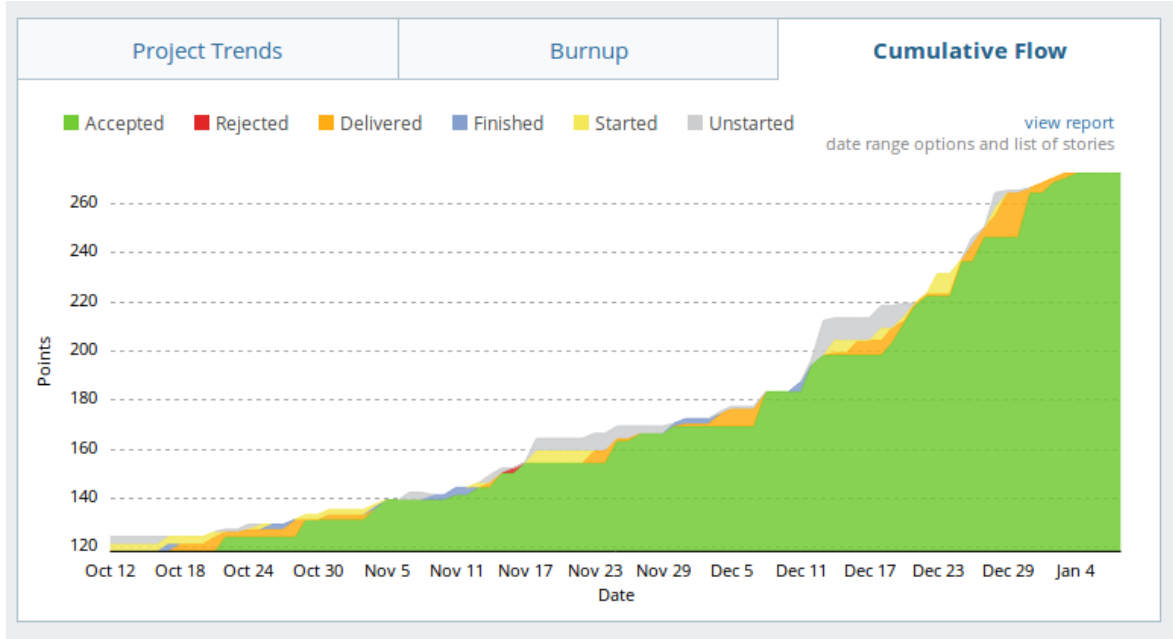 Project Trends Burnup Cumulative Flow
Accepted Rejected Delivered Finished Started Unstarted
view report
date range options and list of stories
260
240
220
200
180
160
140
120
Points
Oct 12 Oct 18 Oct 24 Oct 30 Nov 5 Nov 11 Nov 17 Nov 23 Nov 29 Dec 5 Dec 11 Dec 17 Dec 23 Dec 29 Jan 4
Date